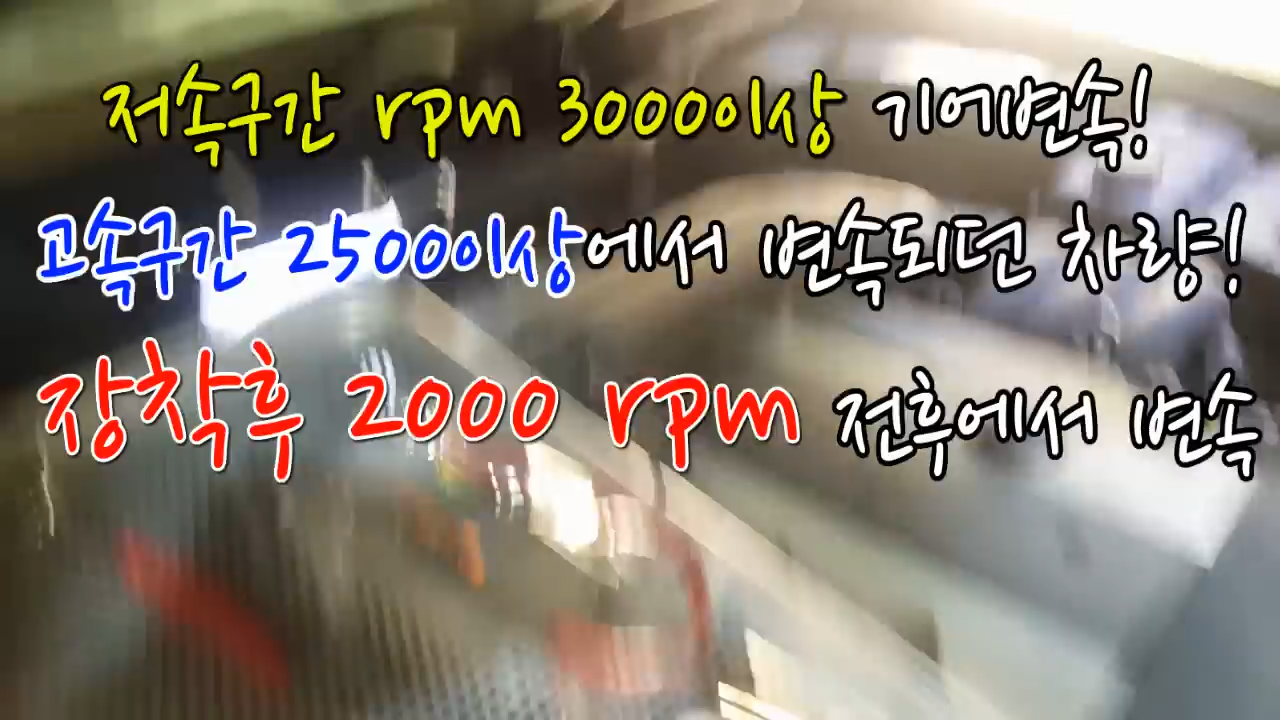 저속구간 rpm 3000이상 기어변속!
고속구간 2500이상에서 변속되던 차량!
장착후 2000 rpm 전후에서 변속